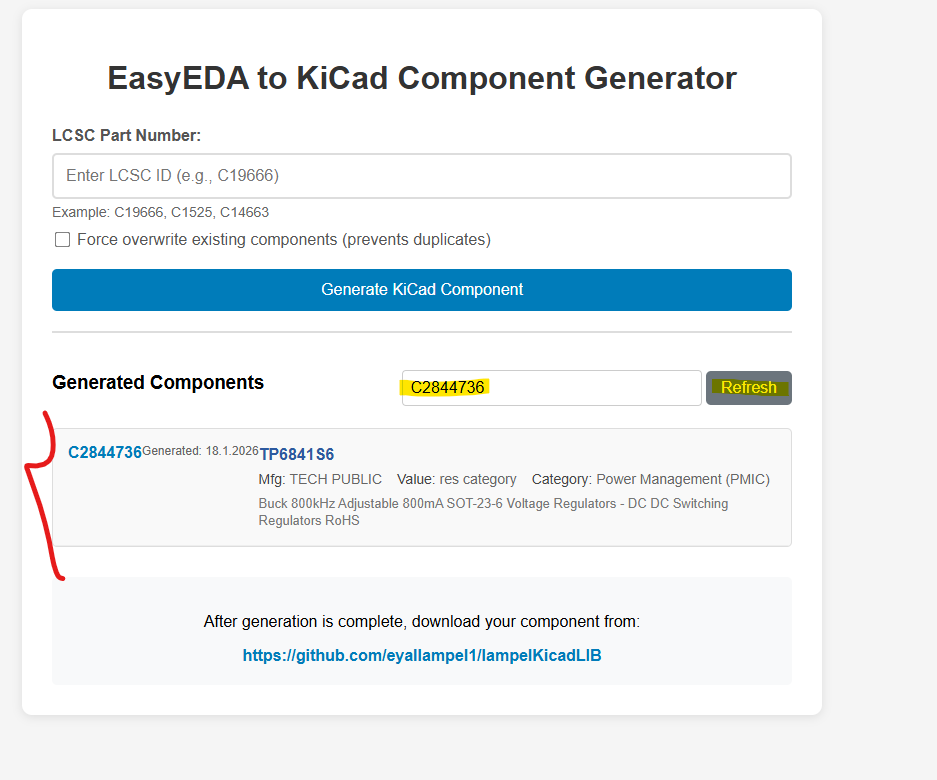 EasyEDA to KiCad Component Generator
LCSC Part Number:
Enter LCSC ID (e.g., C19666)
Example: C19666, C1525, C14663
Force overwrite existing components (prevents duplicates)
Generate KiCad Component
Generated Components
C2844736
Refresh
C2844736 Generated: 18.1.2026 TP6841S6
Mfg: TECH PUBLIC Value: res category Category: Power Management (PMIC)
Buck 800kHz Adjustable 800mA SOT-23-6 Voltage Regulators - DC DC Switching
Regulators RoHS
After generation is complete, download your component from:
https://github.com/eyallampel1/lampelKicadLIB